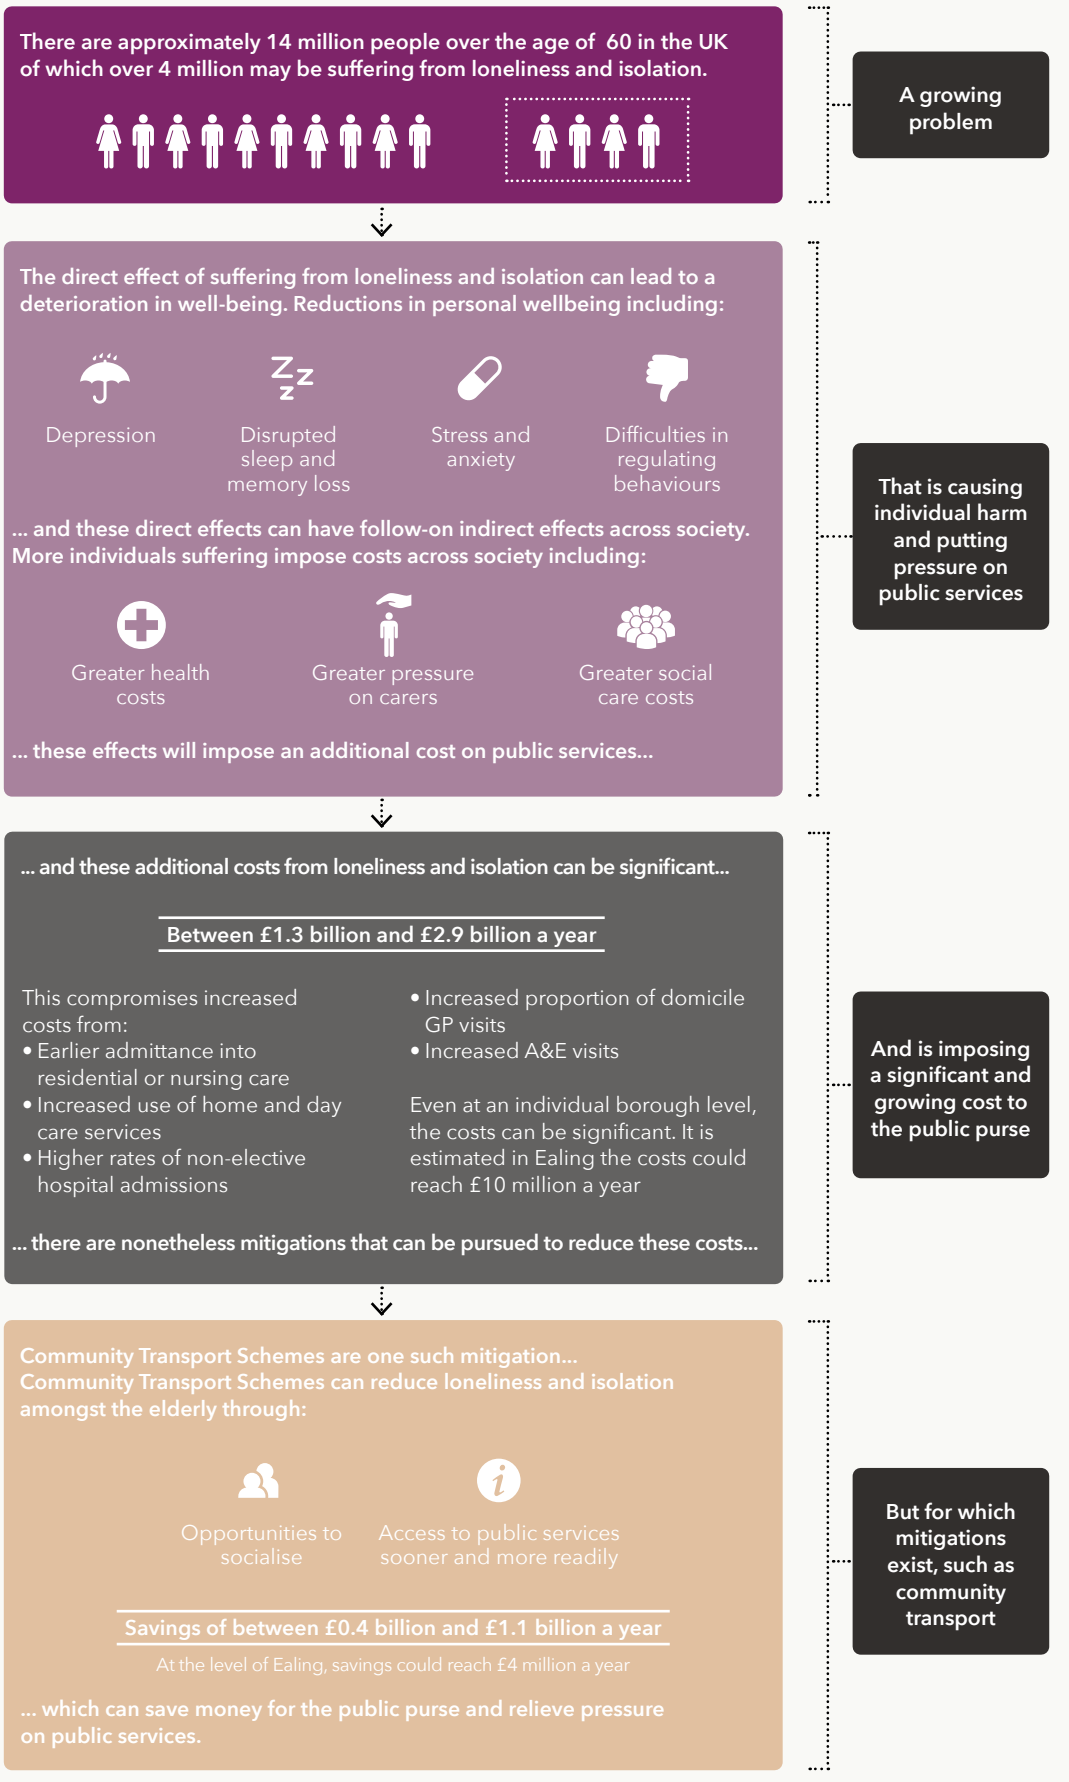 There are approximately 14 million people over the age of 60 in the UK
of which over 4 million may be suffering from loneliness and isolation.
A growing
problem
The direct effect of suffering from loneliness and isolation can lead to a
deterioration in well-being. Reductions in personal wellbeing including:
Depression
Disrupted
sleep and
memory loss
Stress and
anxiety
Difficulties in
regulating
behaviours
... and these direct effects can have follow-on indirect effects across society.
More individuals suffering impose costs across society including:
Greater health
costs
Greater pressure
on carers
Greater social
care costs
... these effects will impose an additional cost on public services...
That is causing
individual harm
and putting
pressure on
public services
... and these additional costs from loneliness and isolation can be significant...
Between £1.3 billion and £2.9 billion a year
This compromises increased
costs from:
• Earlier admittance into
residential or nursing care
• Increased use of home and day
care services
• Higher rates of non-elective
hospital admissions
• Increased proportion of domicile
GP visits
• Increased A&E visits
Even at an individual borough level,
the costs can be significant. It is
estimated in Ealing the costs could
reach £10 million a year
... there are nonetheless mitigations that can be pursued to reduce these costs...
And is imposing
a significant and
growing cost to
the public purse
Community Transport Schemes are one such mitigation...
Community Transport Schemes can reduce loneliness and isolation
amongst the elderly through:
Opportunities to
socialise
Access to public services
sooner and more readily
Savings of between £0.4 billion and £1.1 billion a year
At the level of Ealing, savings could reach £4 million a year
... which can save money for the public purse and relieve pressure
on public services.
But for which
mitigations
exist, such as
community
transport